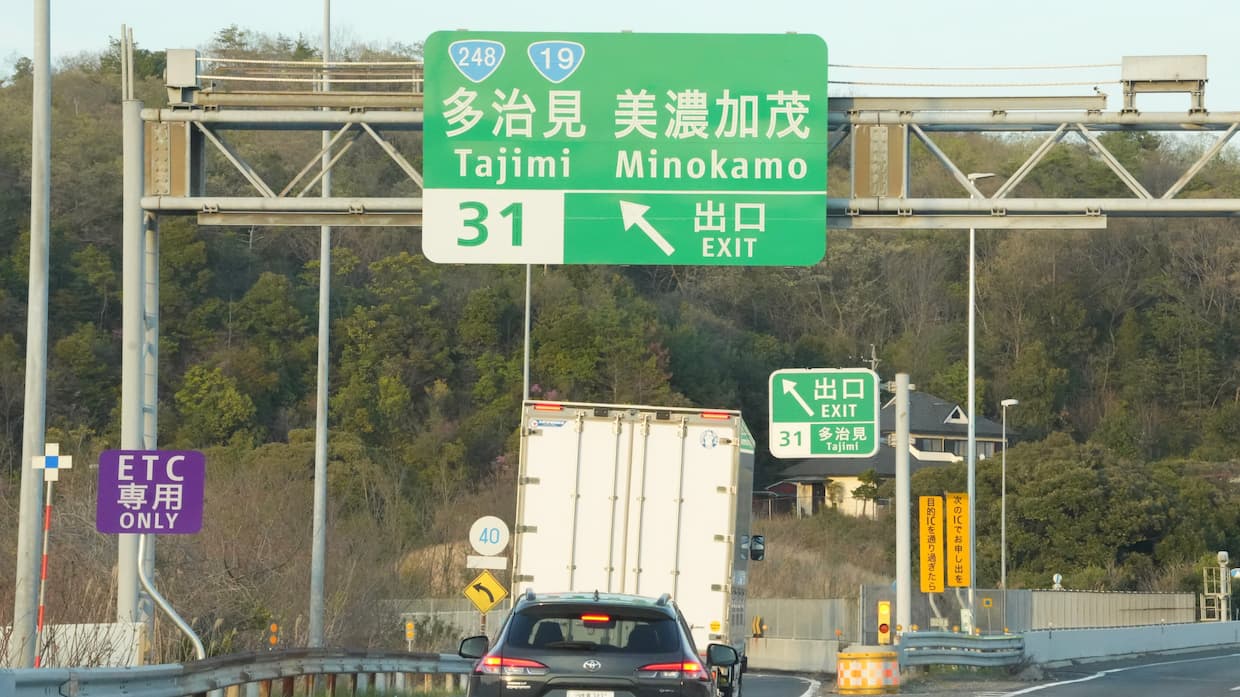 248 19
多治見 美濃加茂
Tajimi Minokamo
31 出口
EXIT
出口
EXIT
31 多治見
Tajimi
ETC
専用
ONLY
40
目的ICを通り過ぎたら
次のICでお申し出を